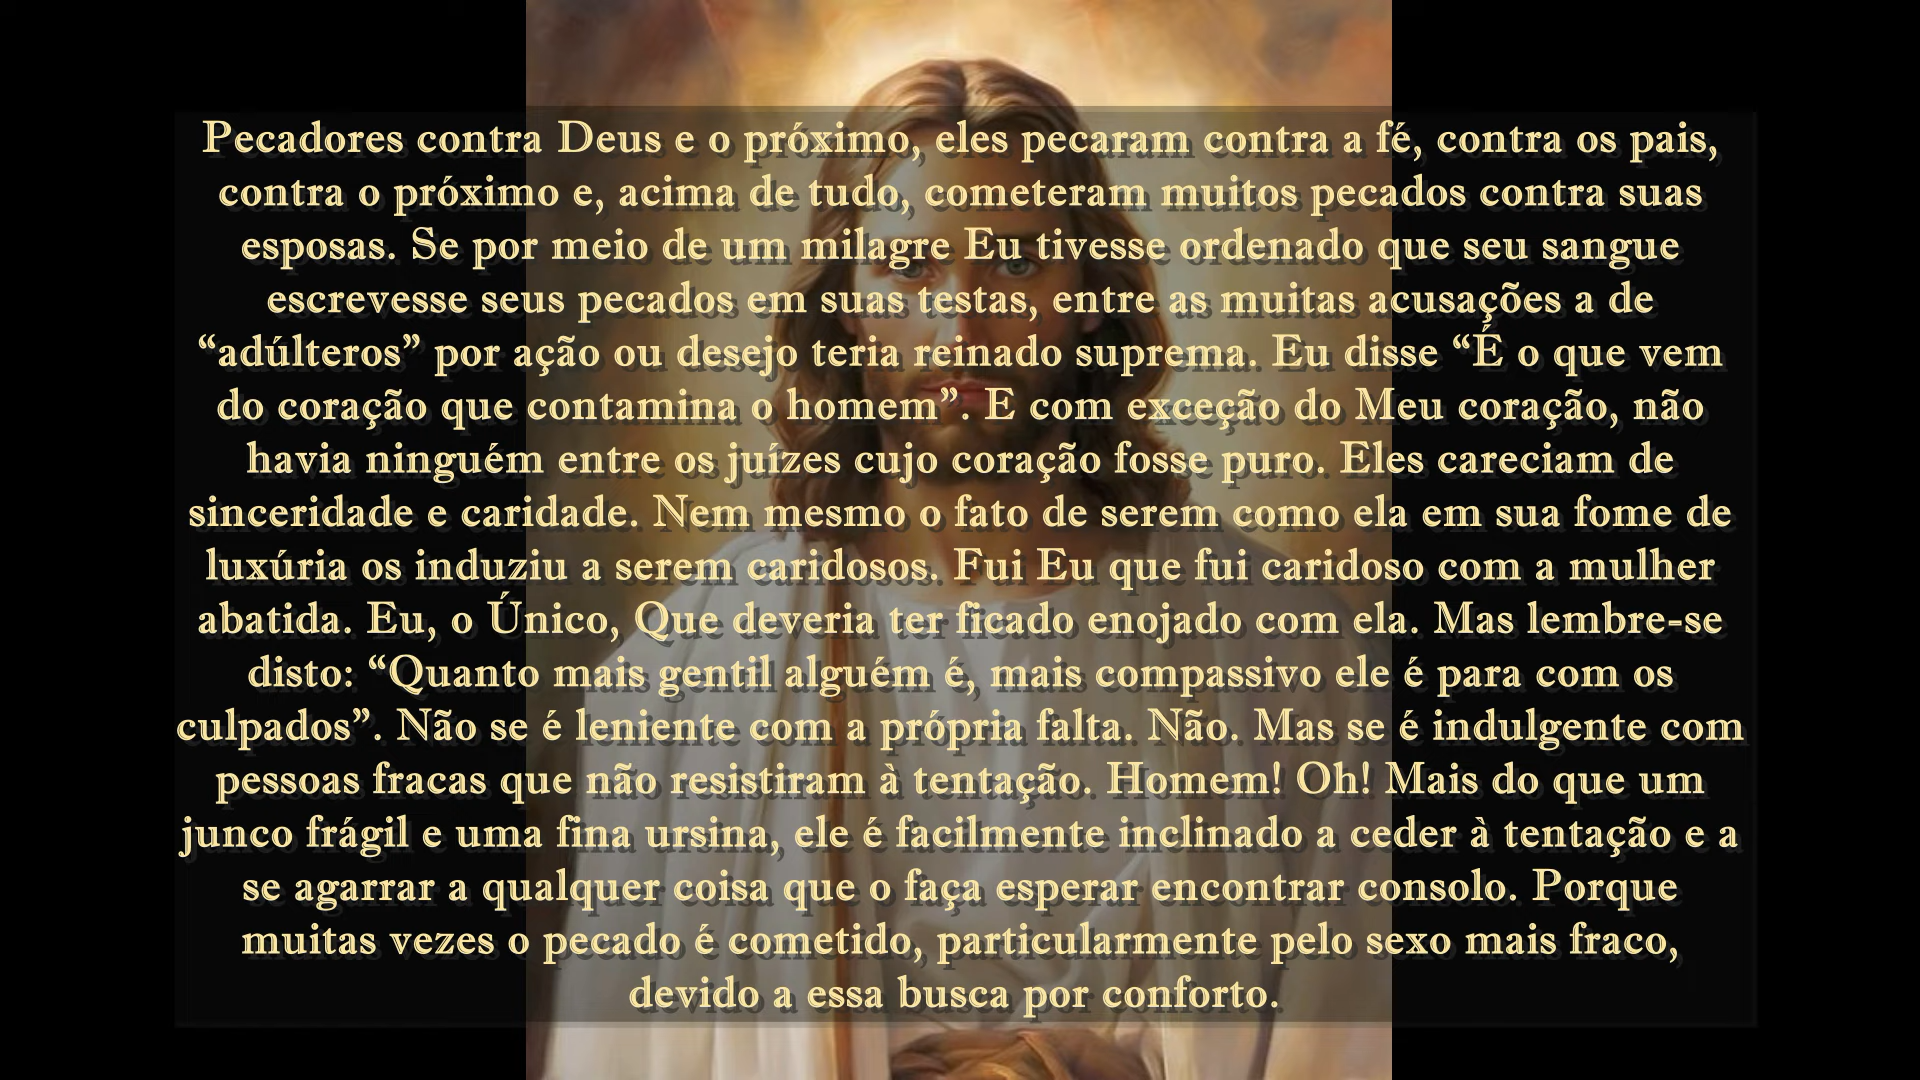 Pecadores contra Deus e o próximo, eles pecaram contra a fé, contra os pais,
contra o próximo e, acima de tudo, cometeram muitos pecados contra suas
esposas. Se por meio de um milagre Eu tivesse ordenado que seu sangue
escrevesse seus pecados em suas testas, entre as muitas acusações a de
“adúlteros” por ação ou desejo teria reinado suprema. Eu disse “É o que vem
do coração que contamina o homem”. E com exceção do Meu coração, não
havia ninguém entre os juízes cujo coração fosse puro. Eles careciam de
sinceridade e caridade. Nem mesmo o fato de serem como ela em sua fome de
luxúria os induziu a serem caridosos. Fui Eu que fui caridoso com a mulher
abatida. Eu, o Único, Que deveria ter ficado enojado com ela. Mas lembre-se
disto: “Quanto mais gentil alguém é, mais compassivo ele é para com os
culpados”. Não se é leniente com a própria falta. Não. Mas se é indulgente com
pessoas fracas que não resistiram à tentação. Homem! Oh! Mais do que um
junco frágil e uma fina ursina, ele é facilmente inclinado a ceder à tentação e a
se agarrar a qualquer coisa que o faça esperar encontrar consolo. Porque
muitas vezes o pecado é cometido, particularmente pelo sexo mais fraco,
devido a essa busca por conforto.